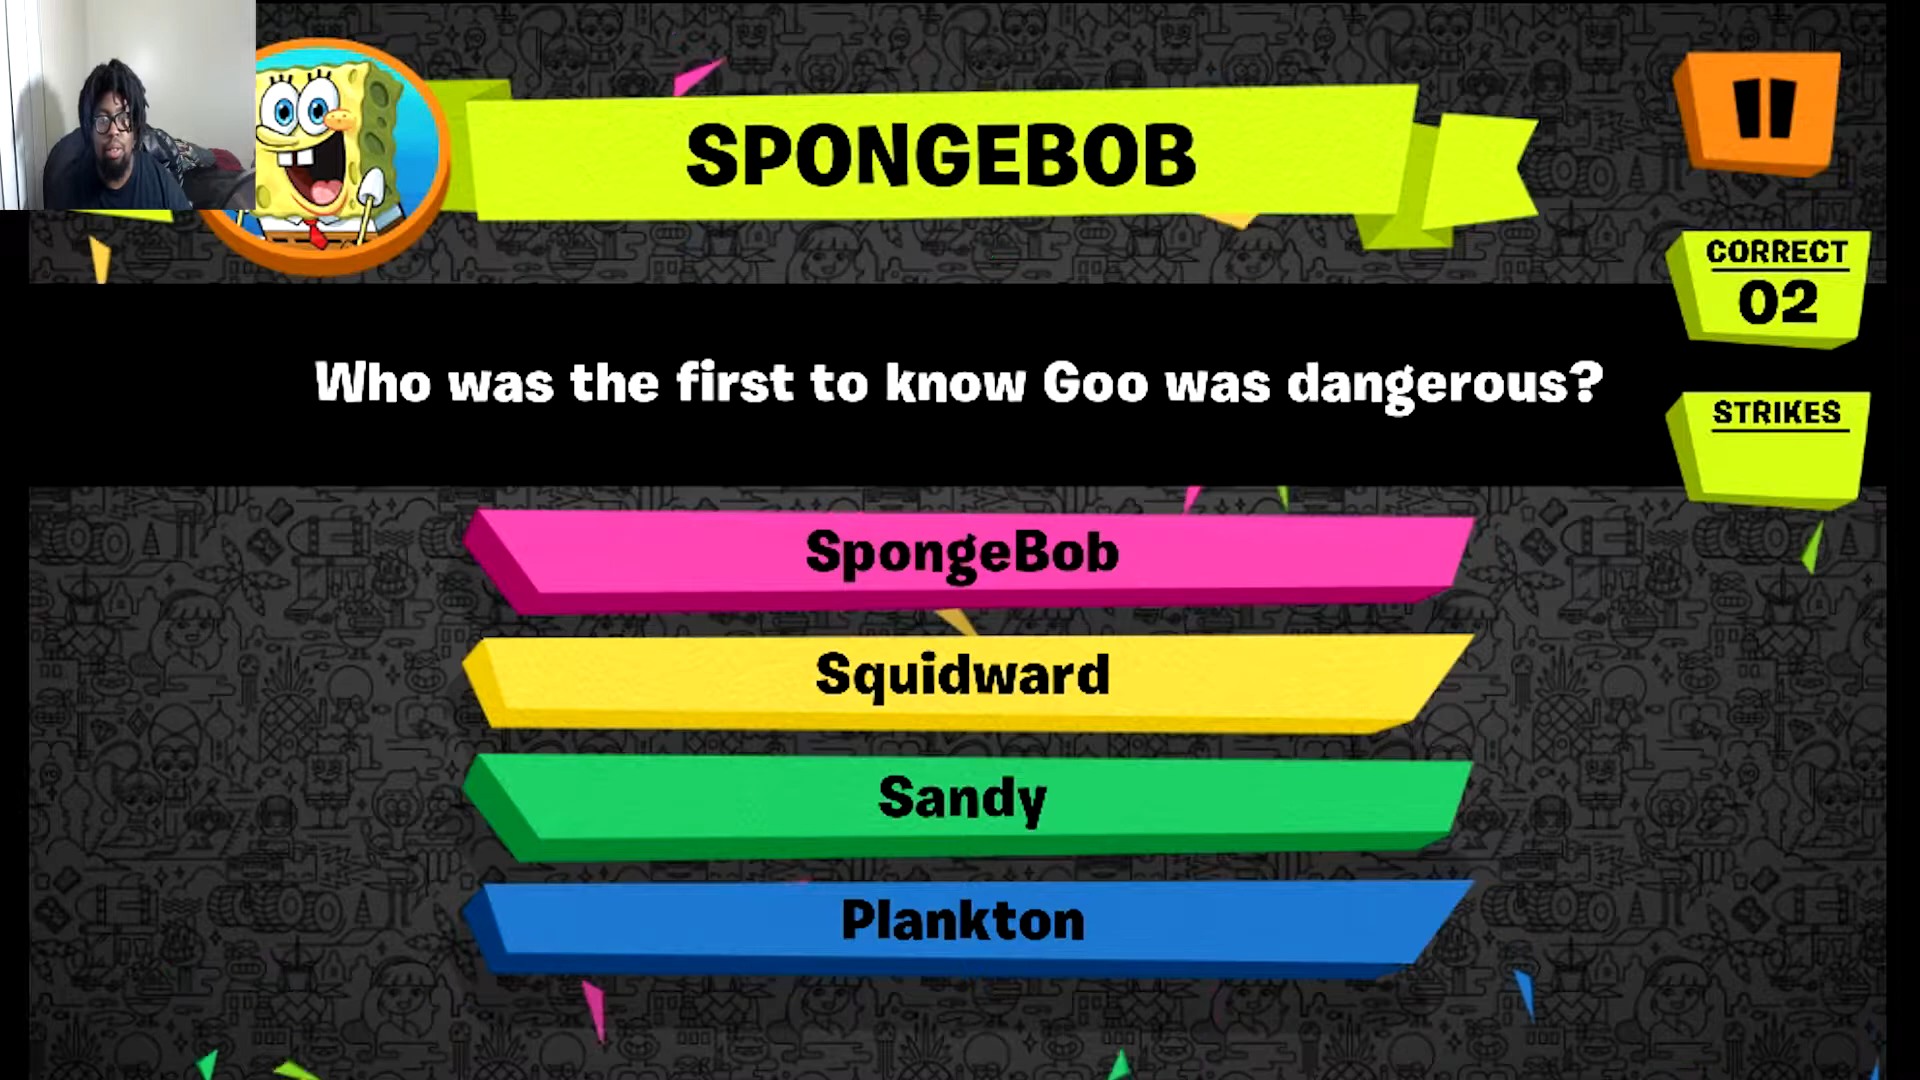 SPONGEBOB
CORRECT
02
Who was the first to know Goo was dangerous?
STRIKES
SpongeBob
Squidward
Sandy
Plankton